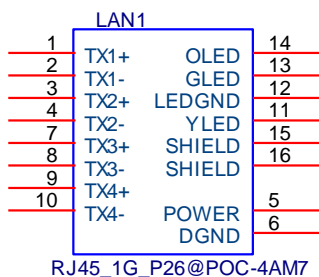 LAN1
1 TX1+ OLED 14
2 TX1- GLED 13
3 TX2+ LEDGND 12
4 TX2- YLED 11
7 TX3+ SHIELD 15
8 TX3- SHIELD 16
9 TX4+
10 TX4- POWER 5
DGND 6
RJ45_1G_P26@POC-4AM7